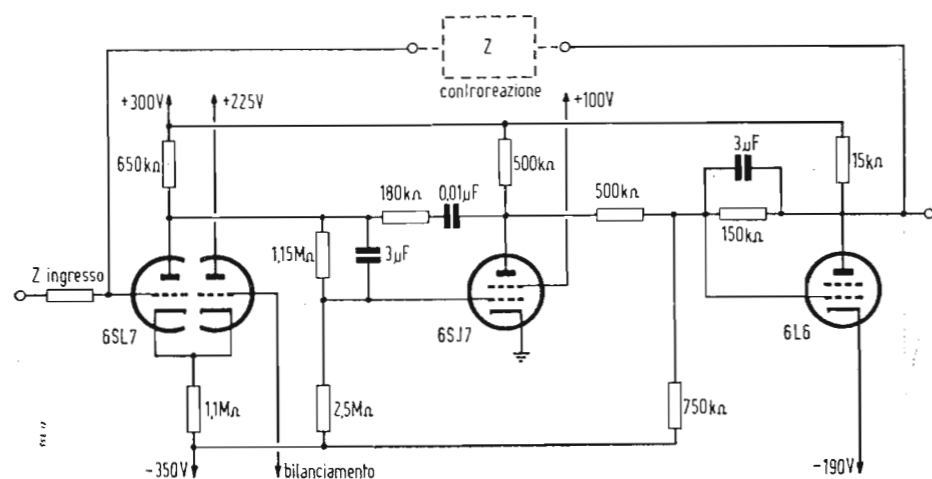 Z
controreazione
+300V
+225V
+100V
650kΩ
500kΩ
3µF
15kΩ
180kΩ
0,01µF
500kΩ
150kΩ
1,15MΩ
3µF
Z ingresso
6SL7
6SJ7
6L6
1,1MΩ
2,5MΩ
750kΩ
-350V
bilanciamento
-190V